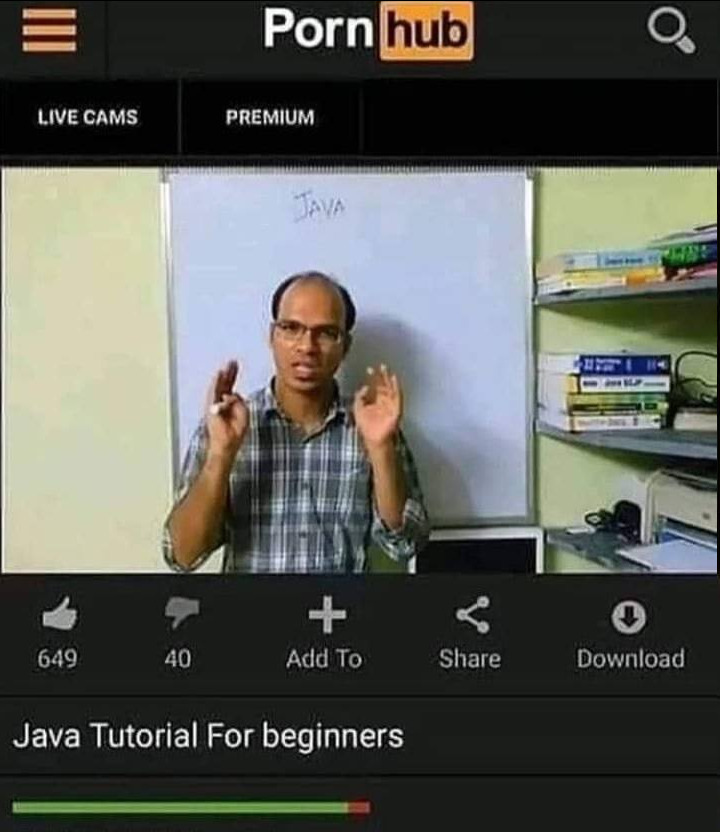 Porn hub
LIVE CAMS PREMIUM
JAVA
649 40 Add To Share Download
Java Tutorial For beginners